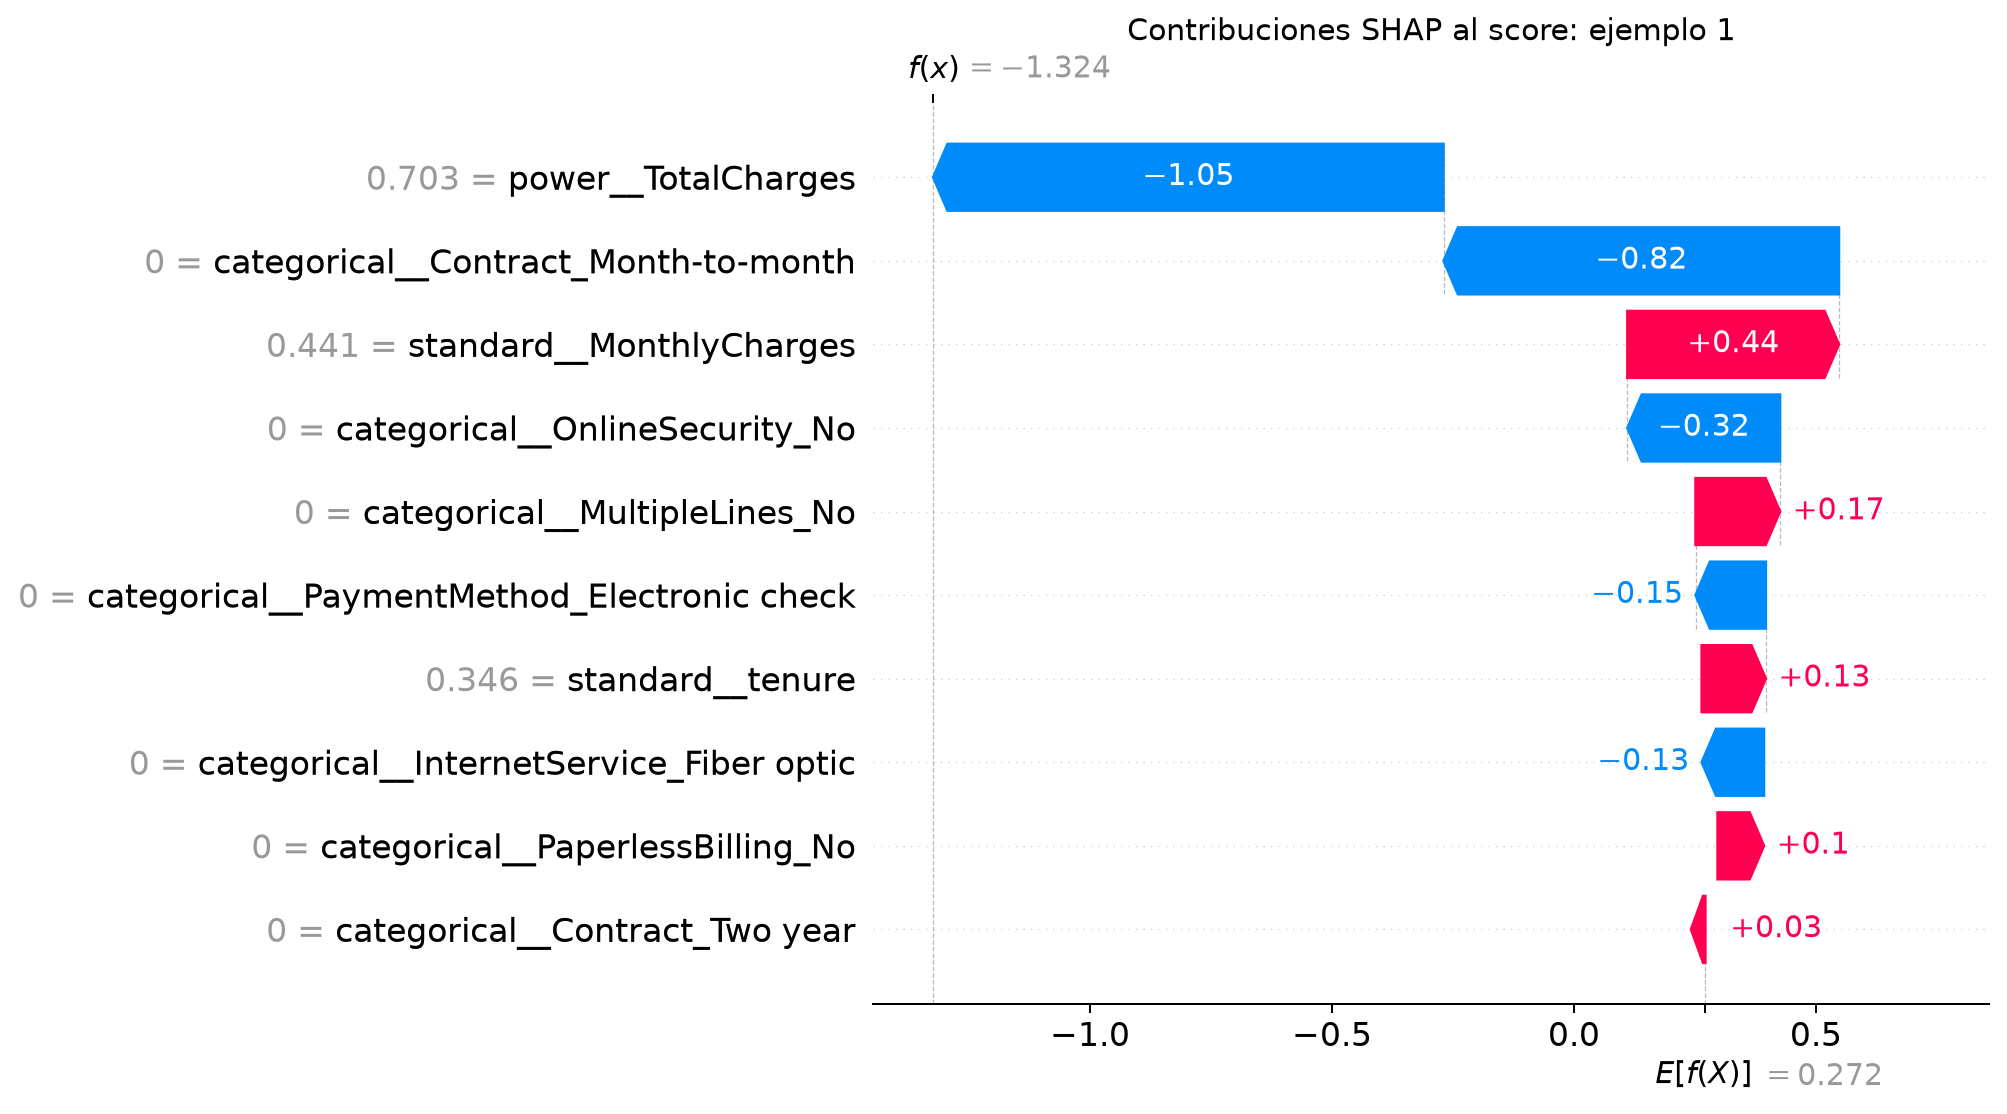 Contribuciones SHAP al score: ejemplo 1
f(x) = −1.324
0.703 = power__TotalCharges
−1.05
0 = categorical__Contract_Month-to-month
−0.82
0.441 = standard__MonthlyCharges
+0.44
0 = categorical__OnlineSecurity_No
−0.32
0 = categorical__MultipleLines_No
+0.17
0 = categorical__PaymentMethod_Electronic check
−0.15
0.346 = standard__tenure
+0.13
0 = categorical__InternetService_Fiber optic
−0.13
0 = categorical__PaperlessBilling_No
+0.1
0 = categorical__Contract_Two year
+0.03
−1.0 −0.5 0.0 0.5
E[f(X)] = 0.272